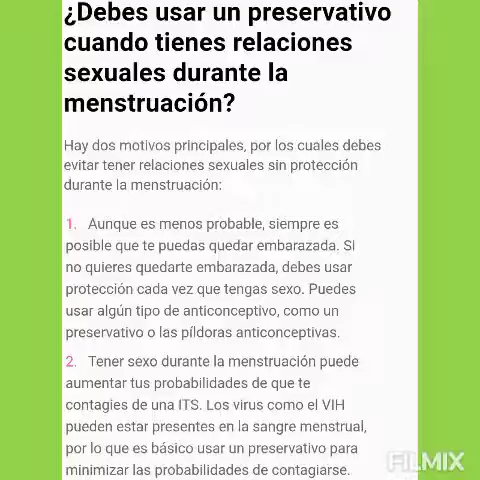 ¿Debes usar un preservativo
cuando tienes relaciones
sexuales durante la
menstruación?
Hay dos motivos principales, por los cuales debes
evitar tener relaciones sexuales sin protección
durante la menstruación:
1. Aunque es menos probable, siempre es
posible que te puedas quedar embarazada. SI
no quieres quedarte embarazada, debes usar
protección cada vez que tengas sexo. Puedes
usar algún tipo de anticonceptivo, como un
preservativo o las píldoras anticonceptivas.
2. Tener sexo durante la menstruación puede
aumentar tus probabilidades de que te
contagies de una ITS. Los virus como el VIH
pueden estar presentes en la sangre menstrual,
por lo que es básico usar un preservativo para
minimizar las probabilidades de contagiarse.
FILMIX